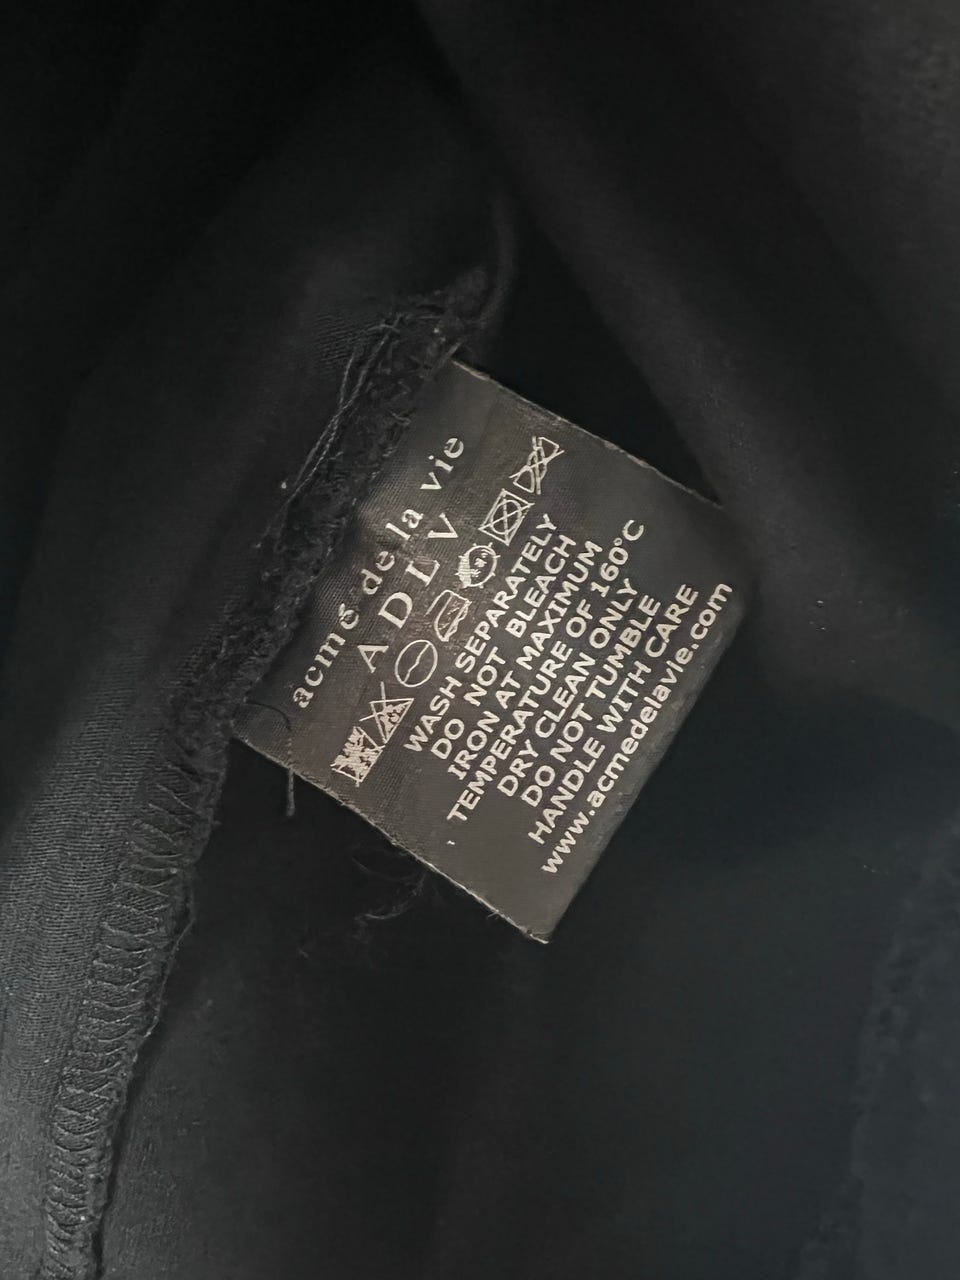 acmé de la vie
A D L V
WASH SEPARATELY
DO NOT BLEACH
IRON AT MAXIMUM
TEMPERATURE OF 160°C
DRY CLEAN ONLY
DO NOT TUMBLE
HANDLE WITH CARE
www.acmedelavie.com